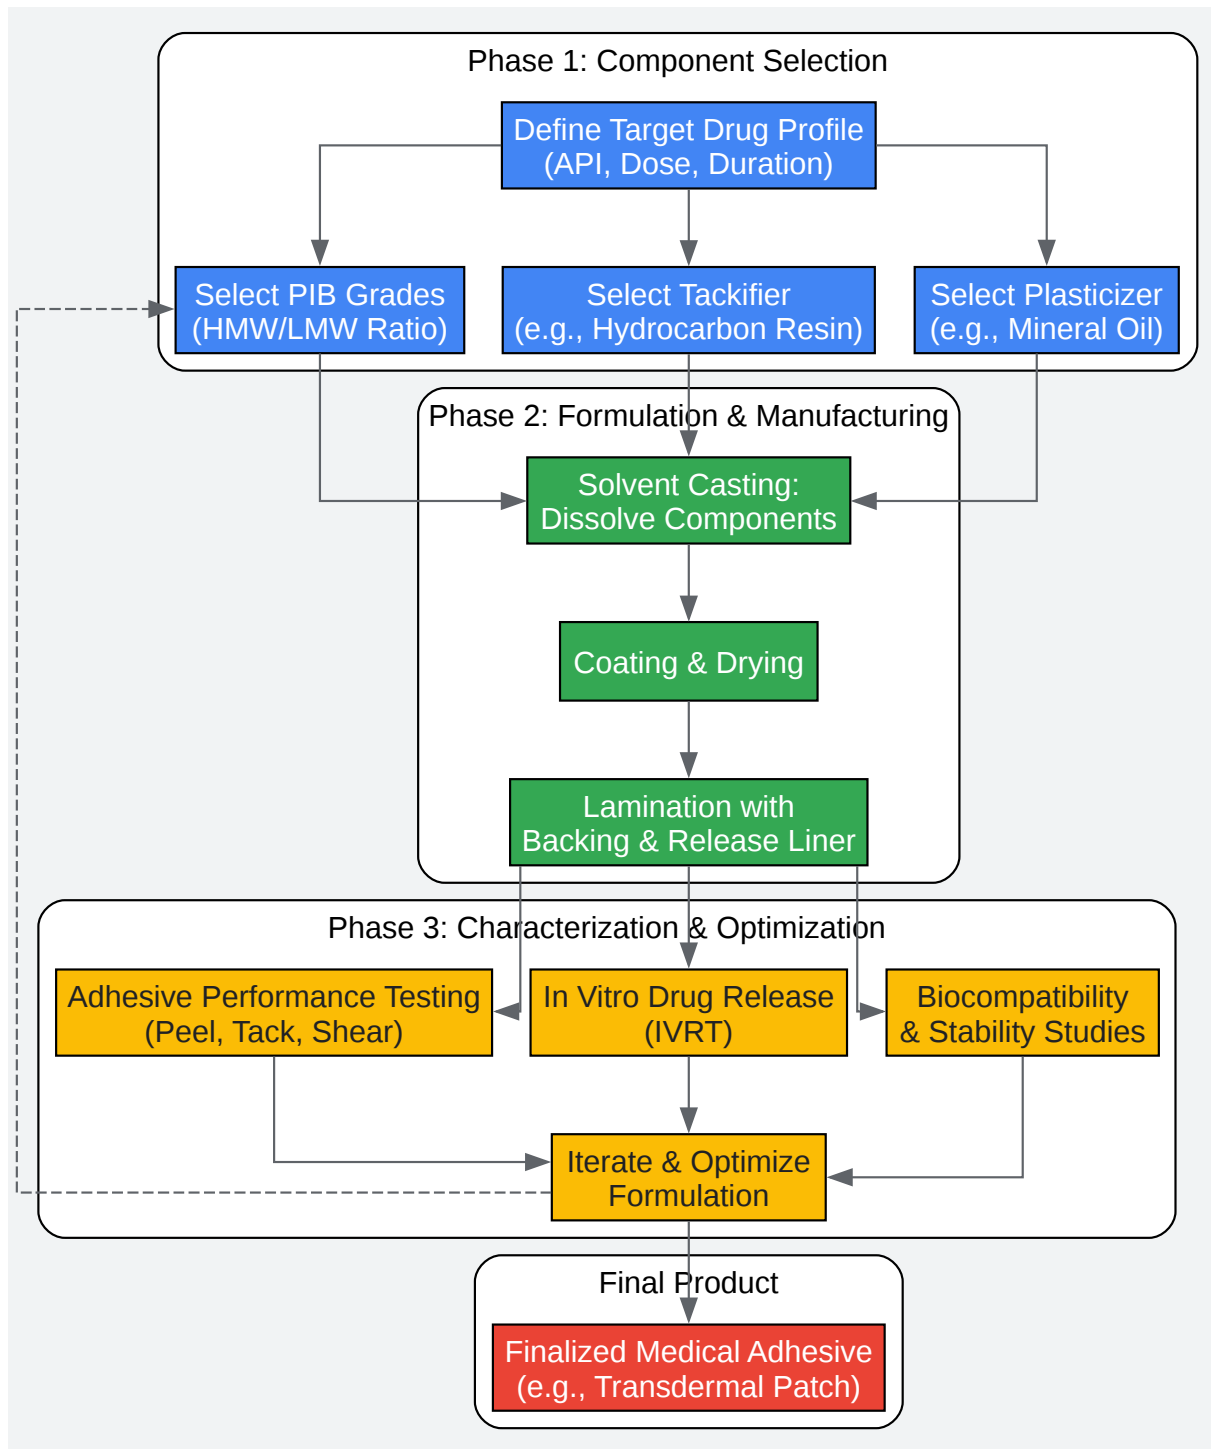 Phase 1: Component Selection
Define Target Drug Profile
(API, Dose, Duration)
Select PIB Grades
(HMW/LMW Ratio)
Select Tackifier
(e.g., Hydrocarbon Resin)
Select Plasticizer
(e.g., Mineral Oil)
Phase 2: Formulation & Manufacturing
Solvent Casting:
Dissolve Components
Coating & Drying
Lamination with
Backing & Release Liner
Phase 3: Characterization & Optimization
Adhesive Performance Testing
(Peel, Tack, Shear)
In Vitro Drug Release
(IVRT)
Biocompatibility
& Stability Studies
Iterate & Optimize
Formulation
Final Product
Finalized Medical Adhesive
(e.g., Transdermal Patch)